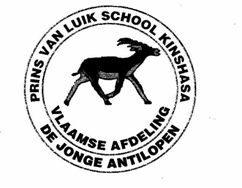 PRINS VAN LUIK SCHOOL KINSHASA
VLAAMSE AFDELING
DE JONGE ANTILOPEN